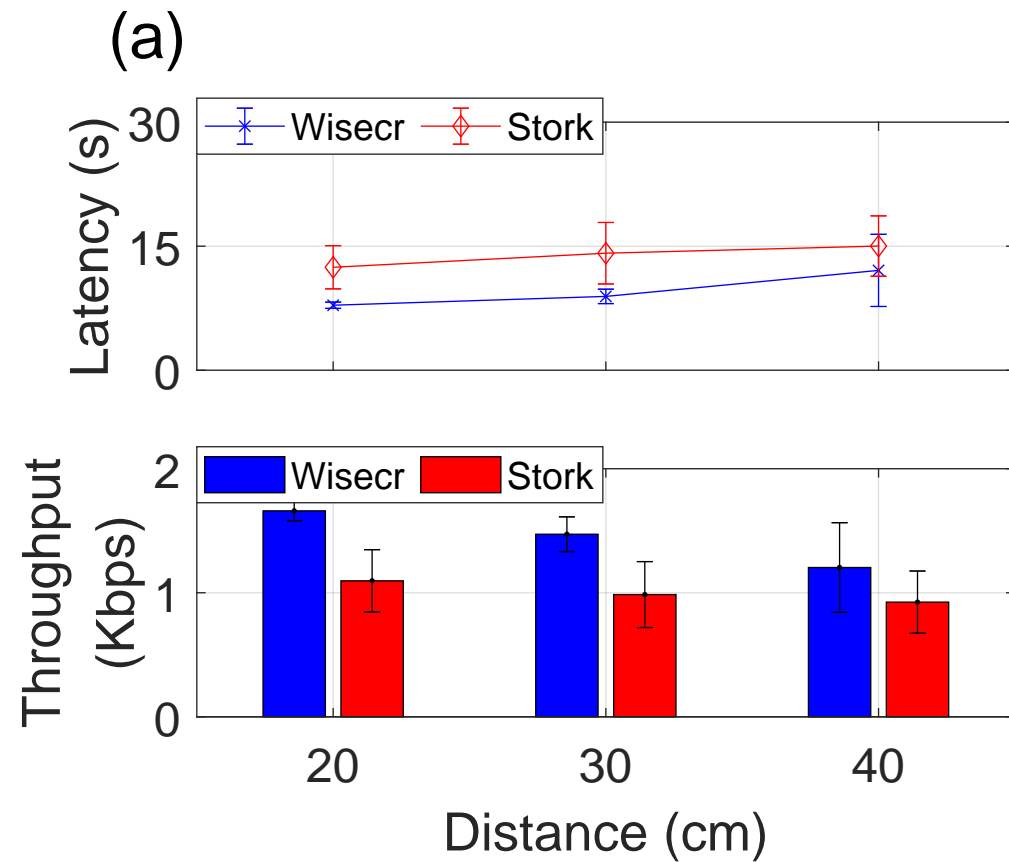 (a)
Latency (s)
30
15
0
Wisecr Stork
Throughput
(Kbps)
2
1
0
Wisecr Stork
20 30 40
Distance (cm)